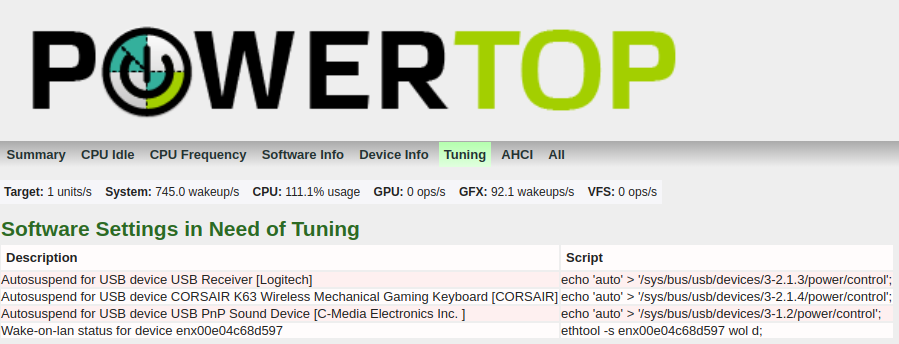 POWERTOP
Summary CPU Idle CPU Frequency Software Info Device Info Tuning AHCI All
Target: 1 units/s System: 745.0 wakeup/s CPU: 111.1% usage GPU: 0 ops/s GFX: 92.1 wakeups/s VFS: 0 ops/s
Software Settings in Need of Tuning
Description Script
Autosuspend for USB device USB Receiver [Logitech] echo 'auto' > '/sys/bus/usb/devices/3-2.1.3/power/control';
Autosuspend for USB device CORSAIR K63 Wireless Mechanical Gaming Keyboard [CORSAIR] echo 'auto' > '/sys/bus/usb/devices/3-2.1.4/power/control';
Autosuspend for USB device USB PnP Sound Device [C-Media Electronics Inc. ] echo 'auto' > '/sys/bus/usb/devices/3-1.2/power/control';
Wake-on-lan status for device enx00e04c68d597 ethtool -s enx00e04c68d597 wol d;